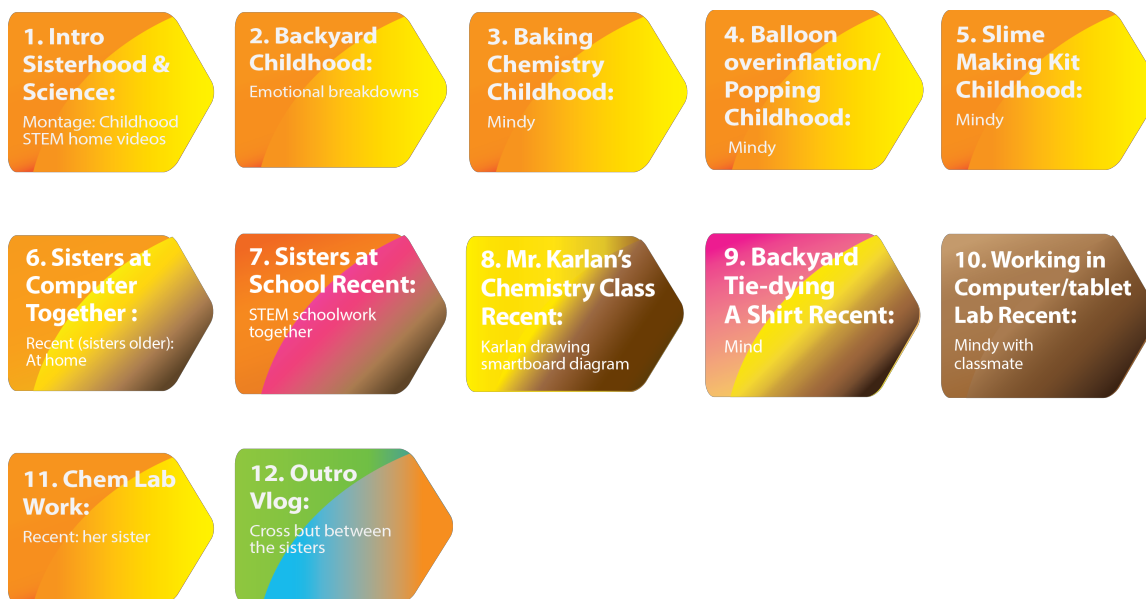 1. Intro
Sisterhood &
Science:
Montage: Childhood
STEM home videos
2. Backyard
Childhood:
Emotional breakdowns
3. Baking
Chemistry
Childhood:
Mindy
4. Balloon
overinflation/
Popping
Childhood:
Mindy
5. Slime
Making Kit
Childhood:
Mindy
6. Sisters at
Computer
Together :
Recent (sisters older):
At home
7. Sisters at
School Recent:
STEM schoolwork
together
8. Mr. Karlan’s
Chemistry Class
Recent:
Karlan drawing
smartboard diagram
9. Backyard
Tie-dying
A Shirt Recent:
Mind
10. Working in
Computer/tablet
Lab Recent:
Mindy with
classmate
11. Chem Lab
Work:
Recent: her sister
12. Outro
Vlog:
Cross but between
the sisters